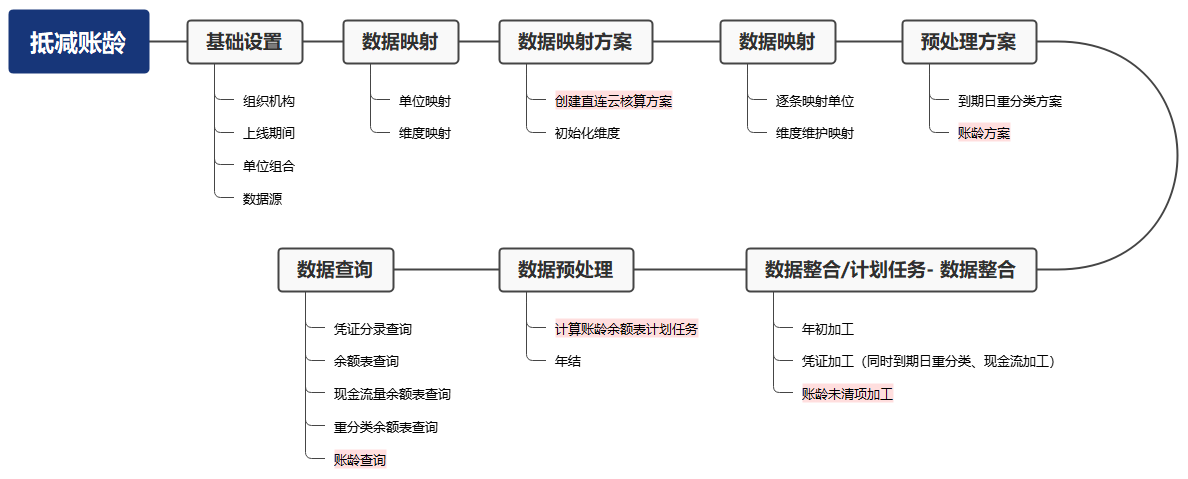 抵减账龄
基础设置
组织机构
上线期间
单位组合
数据源
数据映射
单位映射
维度映射
数据映射方案
创建直连云核算方案
初始化维度
数据映射
逐条映射单位
维度维护映射
预处理方案
到期日重分类方案
账龄方案
数据整合/计划任务- 数据整合
年初加工
凭证加工（同时到期日重分类、现金流加工）
账龄未清项加工
数据预处理
计算账龄余额表计划任务
年结
数据查询
凭证分录查询
余额表查询
现金流量余额表查询
重分类余额表查询
账龄查询